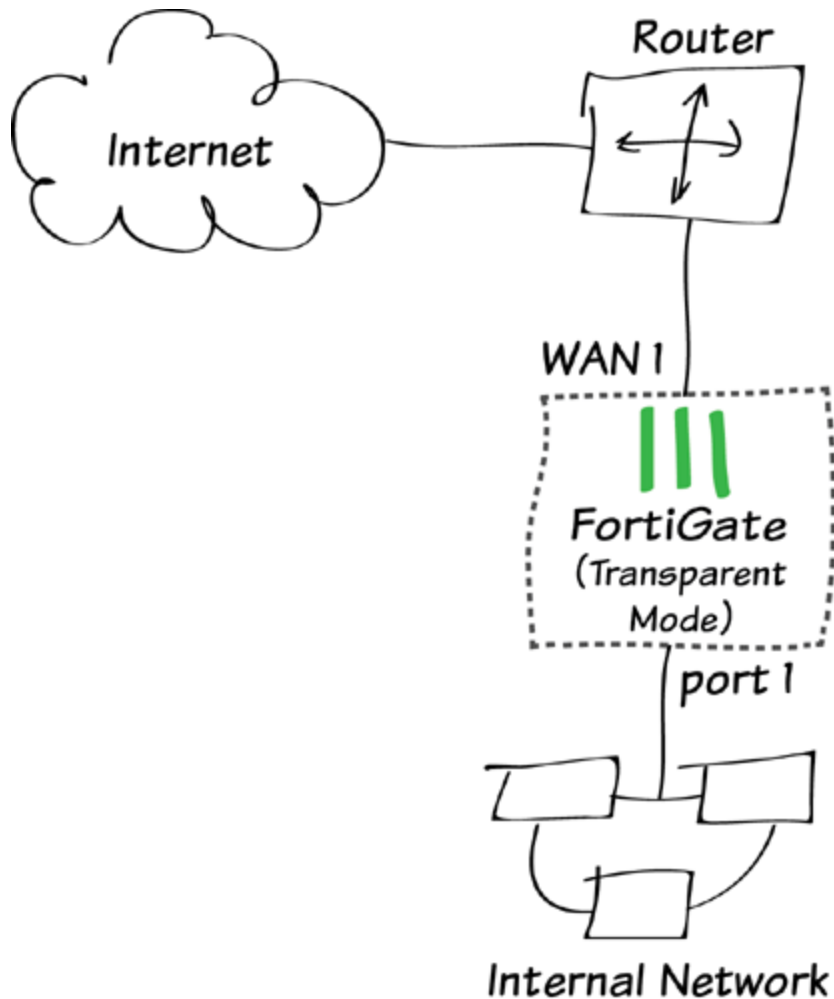 Router
Internet
WAN 1
FortiGate
(Transparent
Mode)
port 1
Internal Network